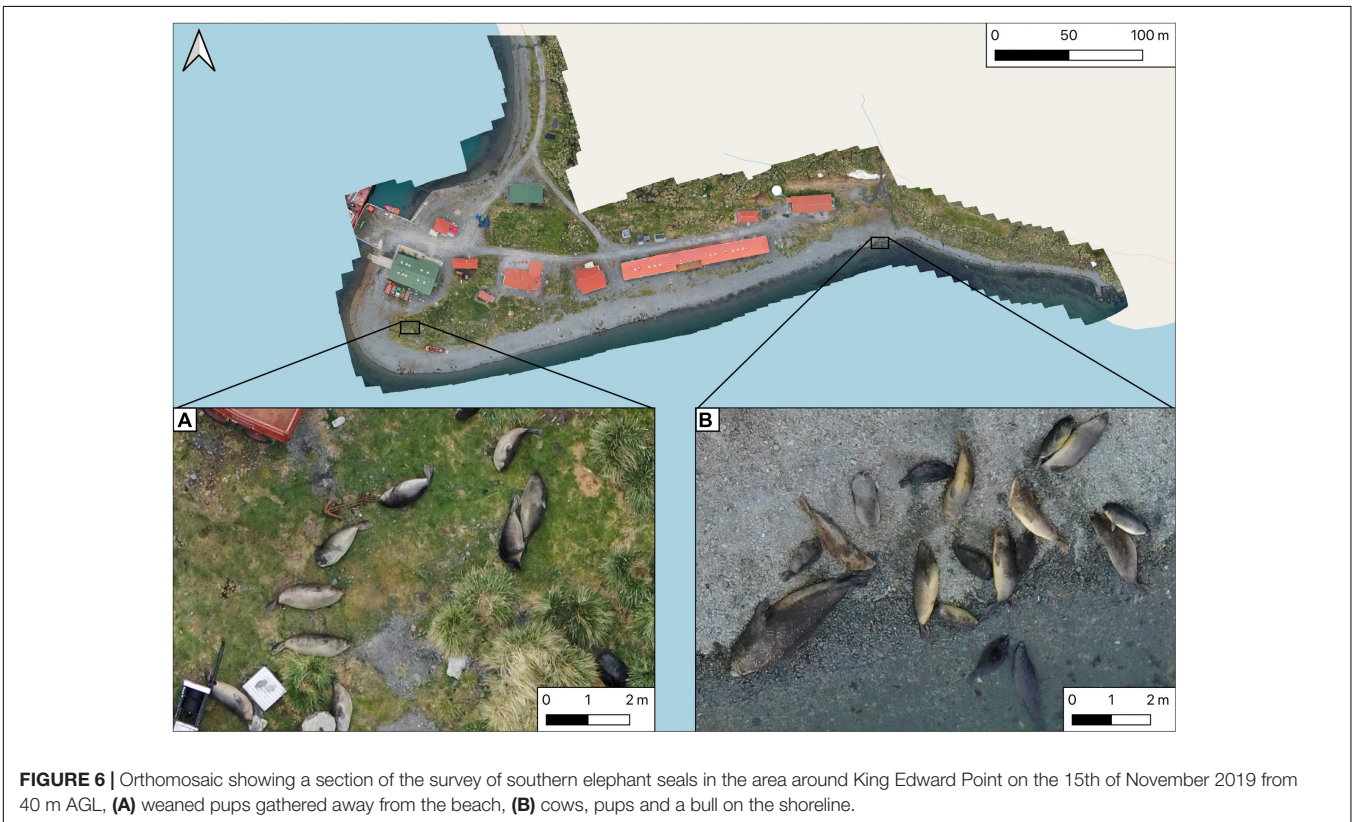 0 50 100 m
A
B
0 1 2 m
0 1 2 m
FIGURE 6 | Orthomosaic showing a section of the survey of southern elephant seals in the area around King Edward Point on the 15th of November 2019 from
40 m AGL, (A) weaned pups gathered away from the beach, (B) cows, pups and a bull on the shoreline.